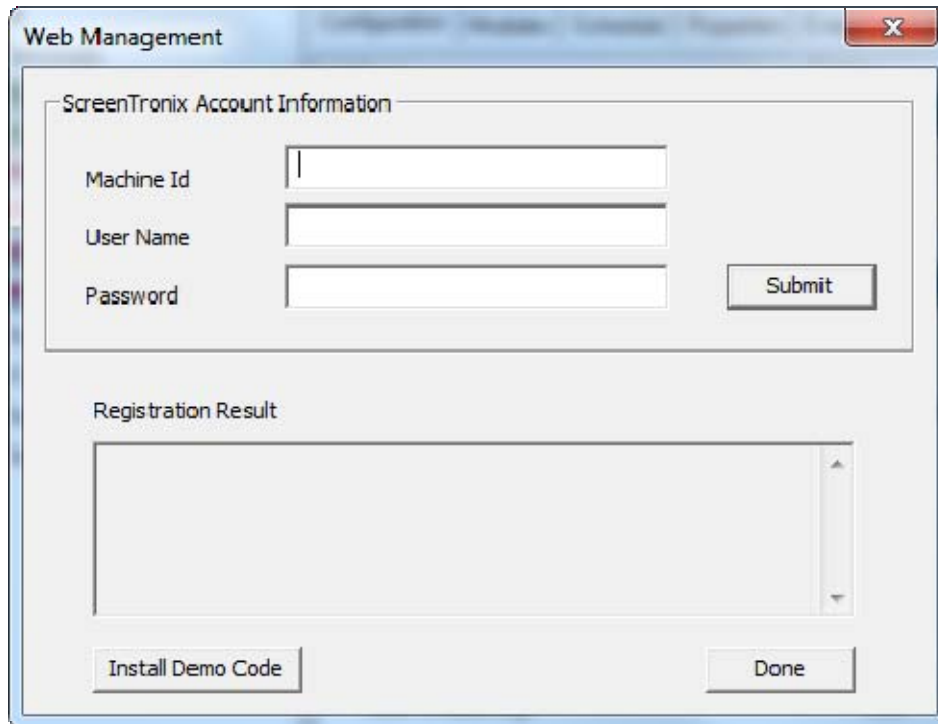 Web Management
ScreenTronix Account Information
Machine Id
User Name
Password
Submit
Registration Result
Install Demo Code
Done